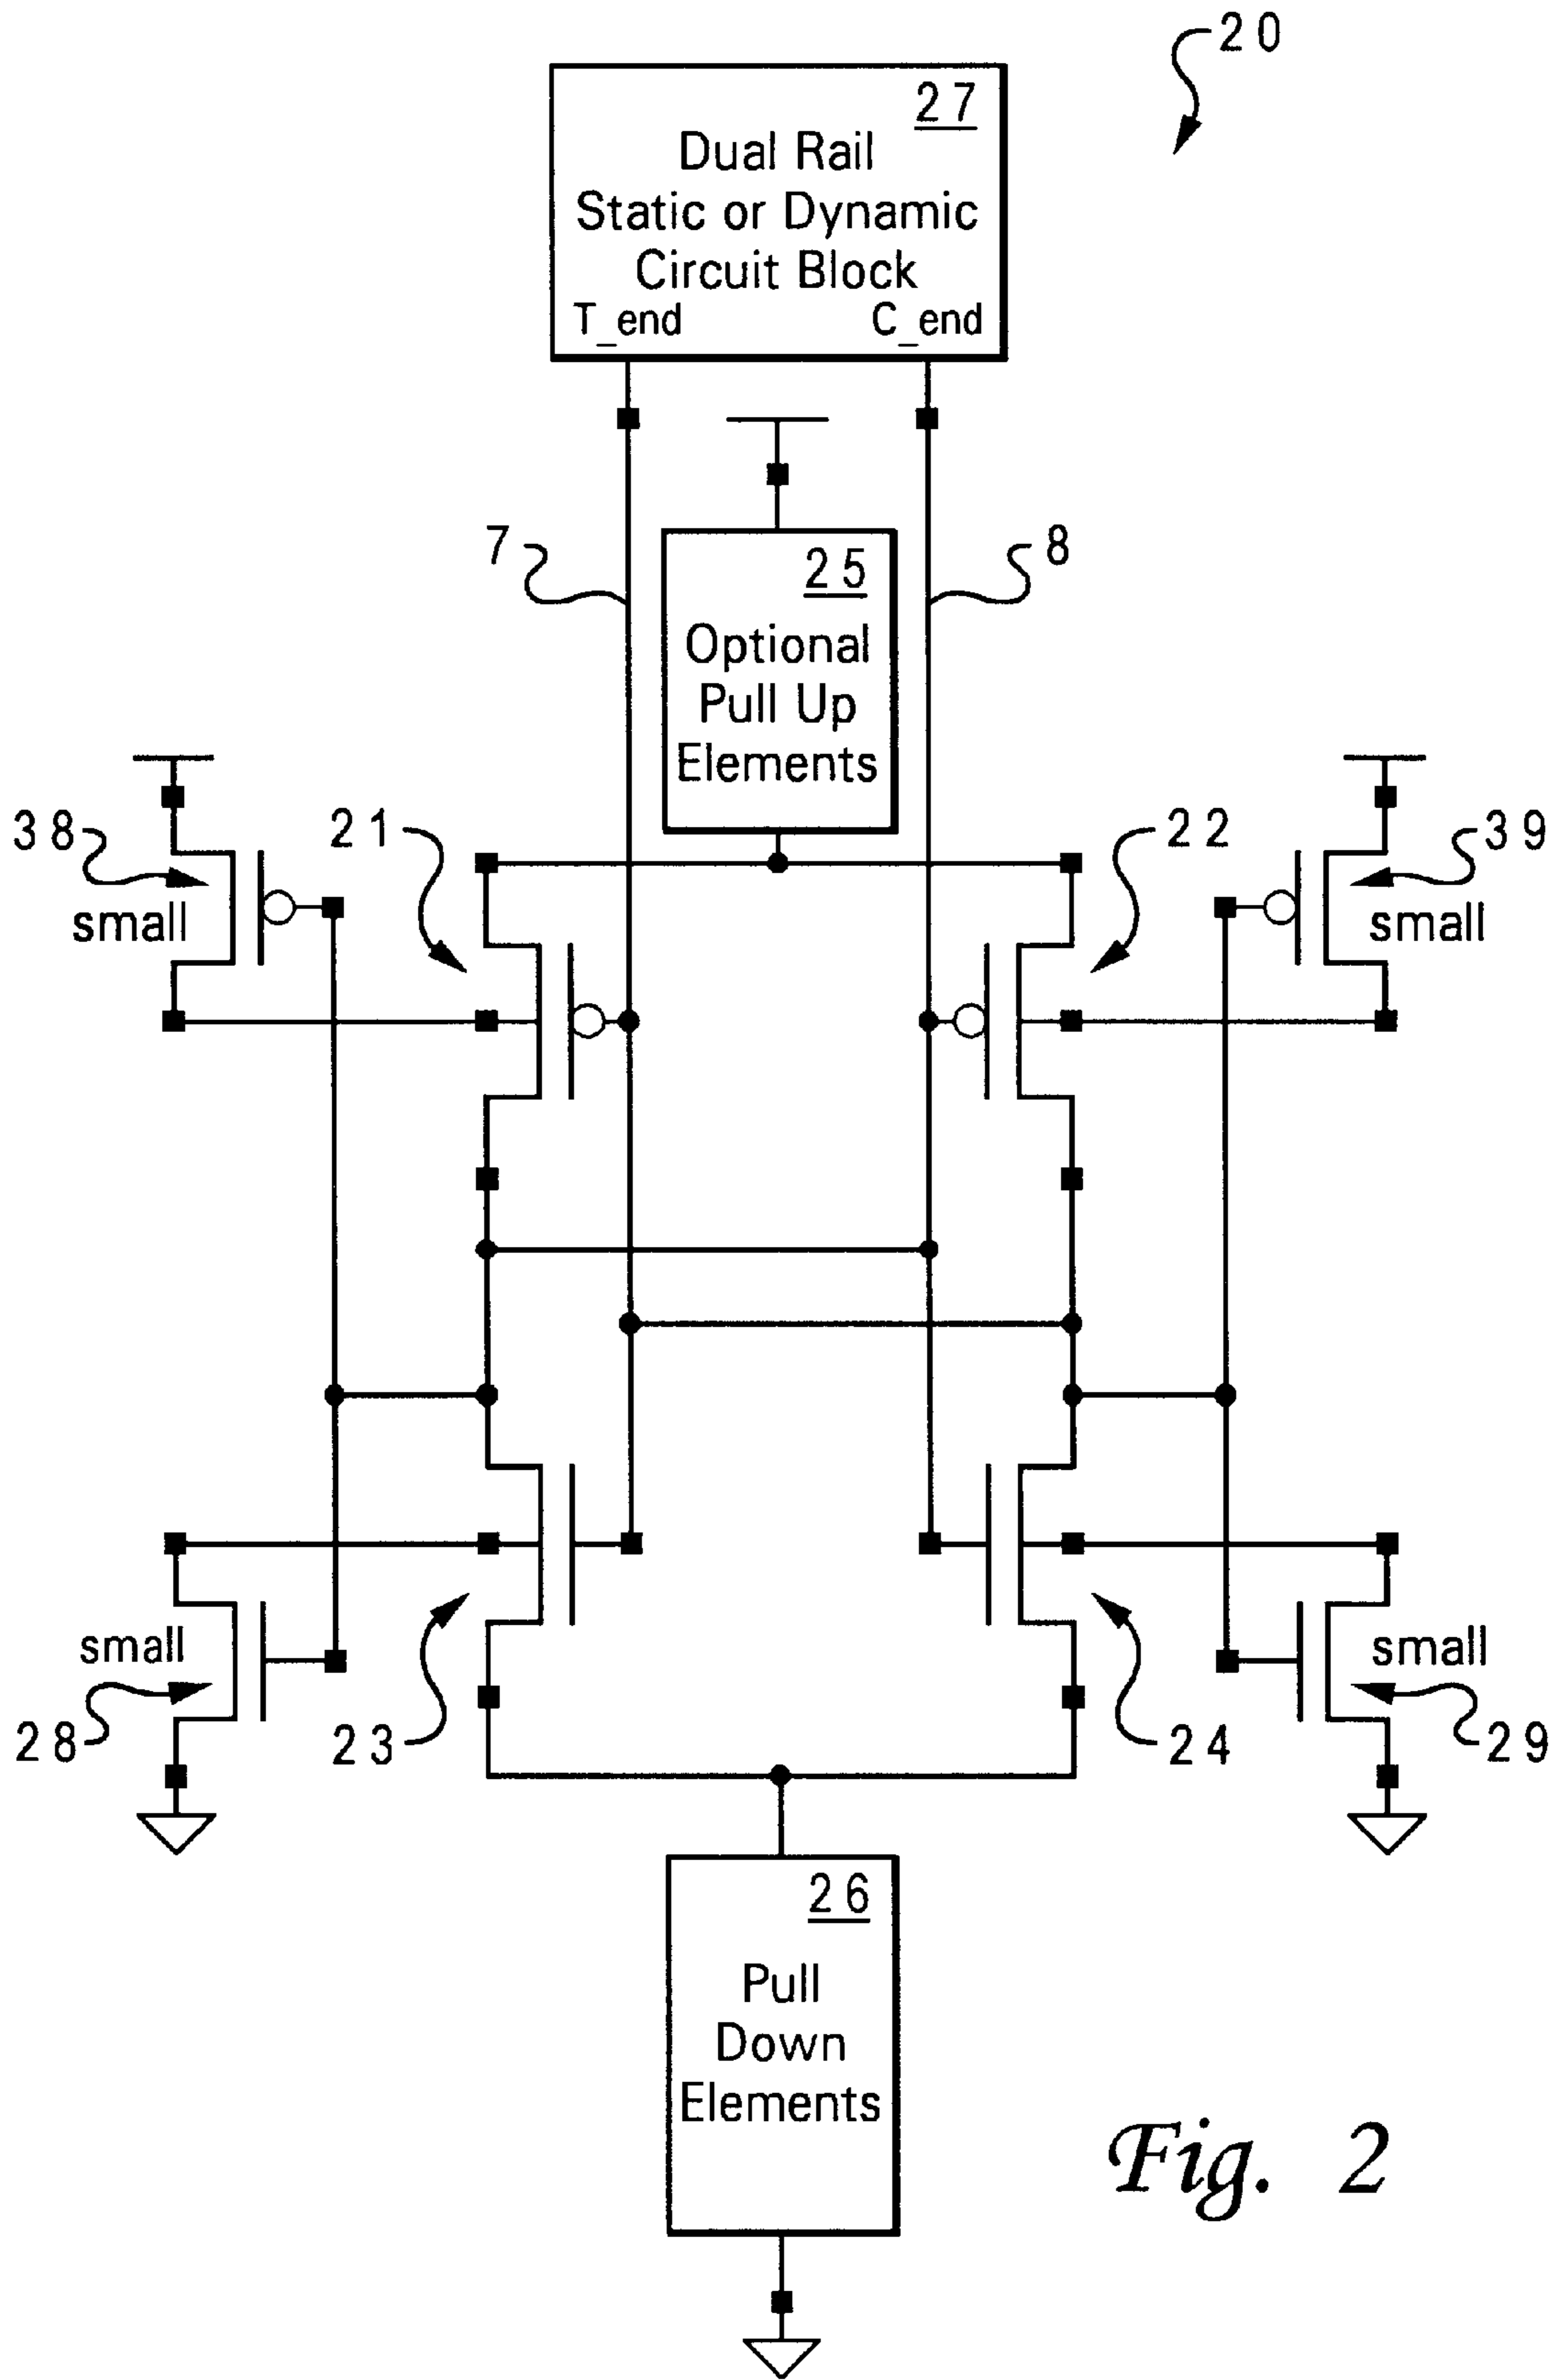 20
27
Dual Rail
Static or Dynamic
Circuit Block
T_end C_end
7
8
25
Optional
Pull Up
Elements
38
21
22
39
small
small
small
small
28
23
24
29
26
Pull
Down
Elements
Fig. 2